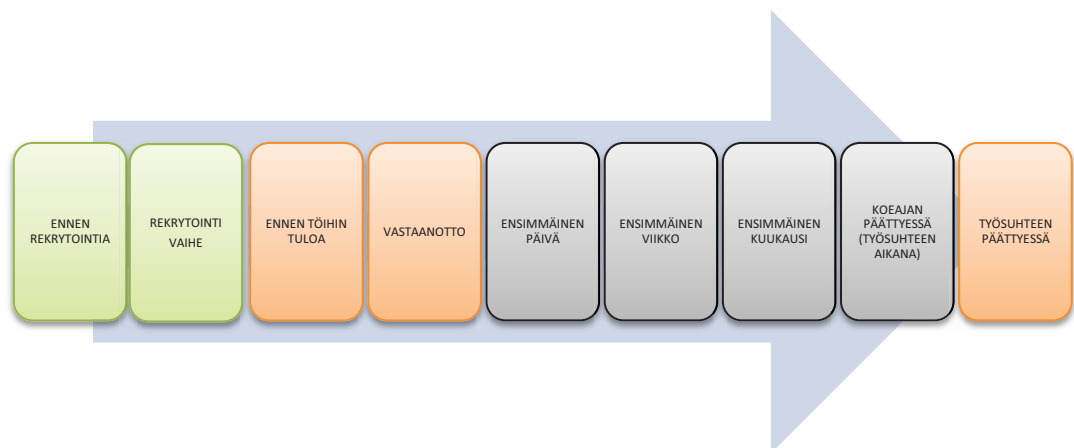 ENNEN
REKRYTOINTIA
REKRYTOINTI
VAIHE
ENNEN TÖIHIN
TULOA
VASTAANOTTO
ENSIMMÄINEN
PÄIVÄ
ENSIMMÄINEN
VIIKKO
ENSIMMÄINEN
KUUKAUSI
KOEAJAN
PÄÄTTYESSÄ
(TYÖSUHTEEN
AIKANA)
TYÖSUHTEEN
PÄÄTTYESSÄ